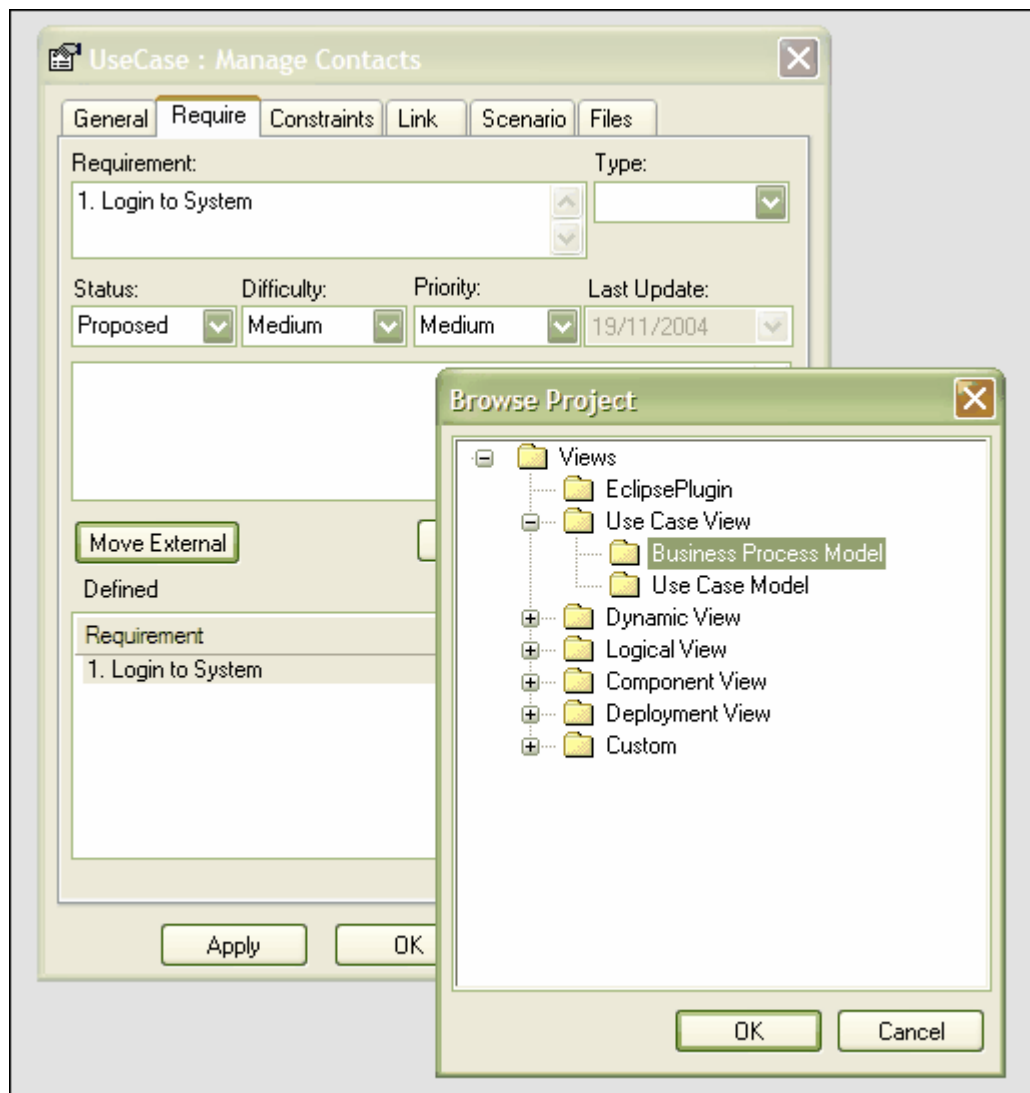 UseCase : Manage Contacts
General Require Constraints Link Scenario Files
Requirement: Type:
1. Login to System
Status: Difficulty: Priority: Last Update:
Proposed Medium Medium 19/11/2004
Move External
Defined
Requirement
1. Login to System
Apply OK
Browse Project
Views
EclipsePlugin
Use Case View
Business Process Model
Use Case Model
Dynamic View
Logical View
Component View
Deployment View
Custom
OK Cancel